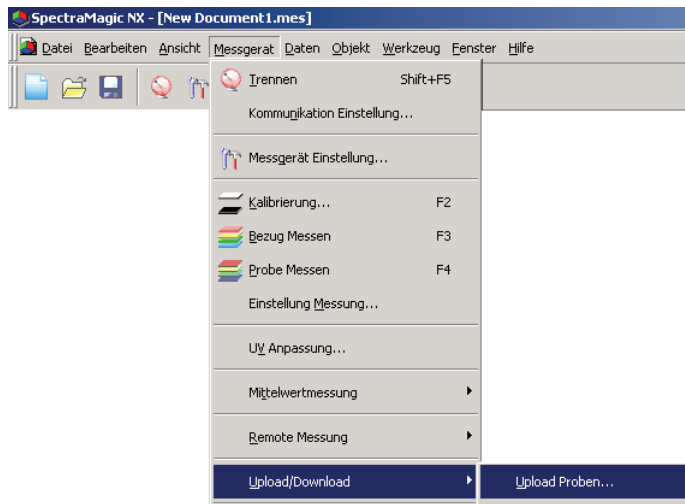 SpectraMagic NX - [New Document1.mes]
Datei Bearbeiten Ansicht Messgerat Daten Objekt Werkzeug Fenster Hilfe
Trennen Shift+F5
Kommunikation Einstellung...
Messgerät Einstellung...
Kalibrierung... F2
Bezug Messen F3
Probe Messen F4
Einstellung Messung...
UV Anpassung...
Mittelwertmessung
Remote Messung
Upload/Download
Upload Proben...